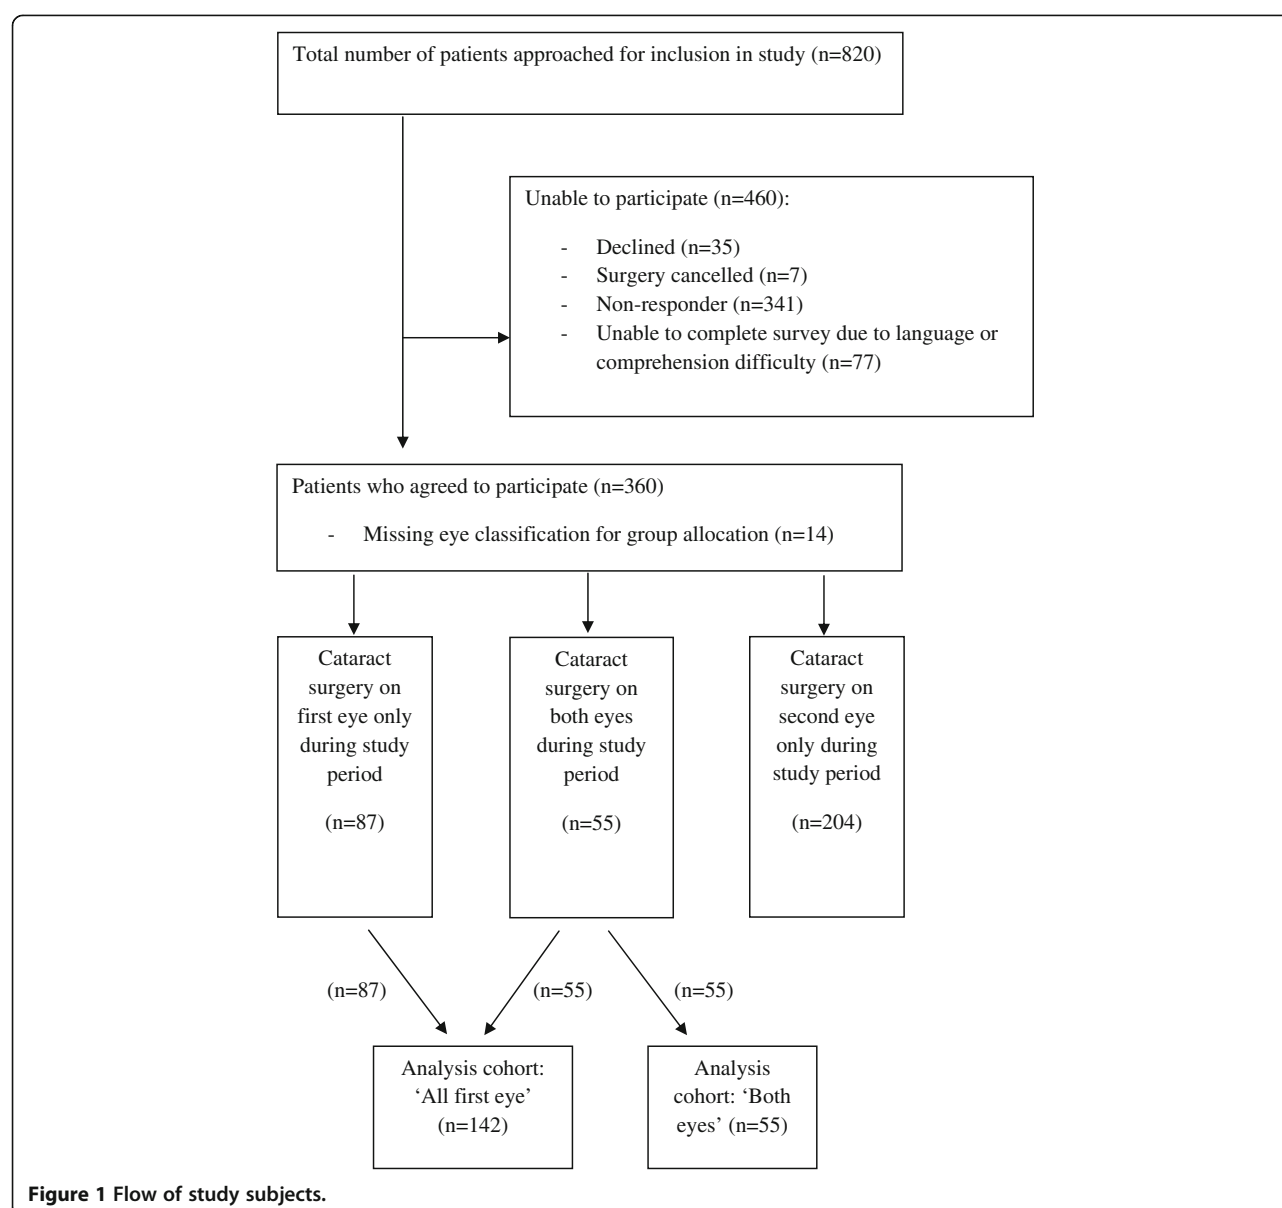 Total number of patients approached for inclusion in study (n=820)
Unable to participate (n=460):
- Declined (n=35)
- Surgery cancelled (n=7)
- Non-responder (n=341)
- Unable to complete survey due to language or
comprehension difficulty (n=77)
Patients who agreed to participate (n=360)
- Missing eye classification for group allocation (n=14)
Cataract
surgery on
first eye only
during study
period
(n=87)
Cataract
surgery on
both eyes
during study
period
(n=55)
Cataract
surgery on
second eye
only during
study period
(n=204)
(n=87)
(n=55)
(n=55)
Analysis cohort:
‘All first eye’
(n=142)
Analysis
cohort: ‘Both
eyes’ (n=55)
Figure 1 Flow of study subjects.